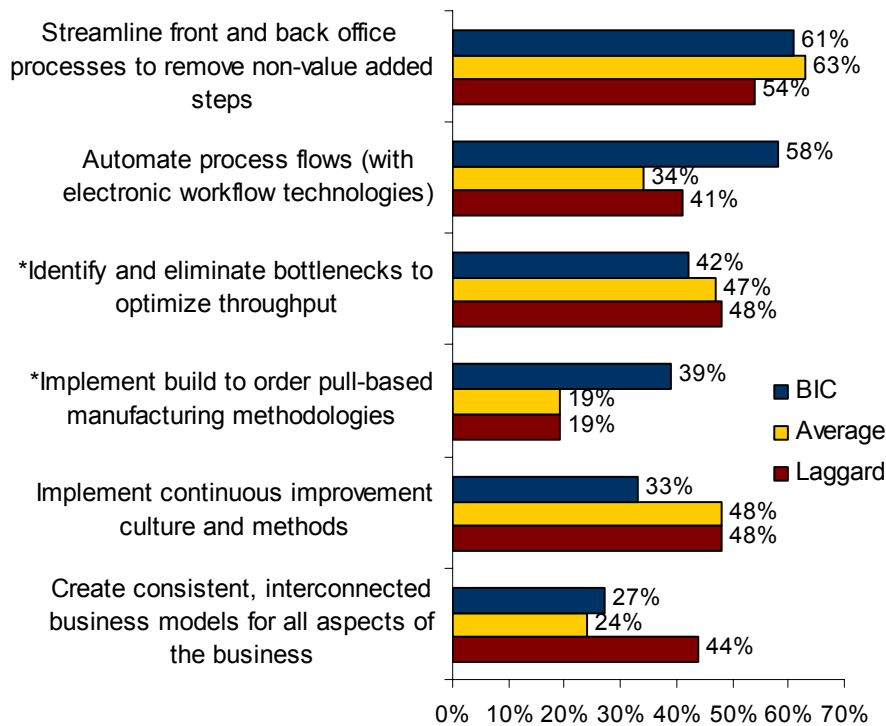 Streamline front and back office
processes to remove non-value added
steps
61%
63%
54%
Automate process flows (with
electronic workflow technologies)
58%
34%
41%
*Identify and eliminate bottlenecks to
optimize throughput
42%
47%
48%
*Implement build to order pull-based
manufacturing methodologies
39%
19%
19%
BIC
Average
Laggard
Implement continuous improvement
culture and methods
33%
48%
48%
Create consistent, interconnected
business models for all aspects of
the business
27%
24%
44%
0% 10% 20% 30% 40% 50% 60% 70%